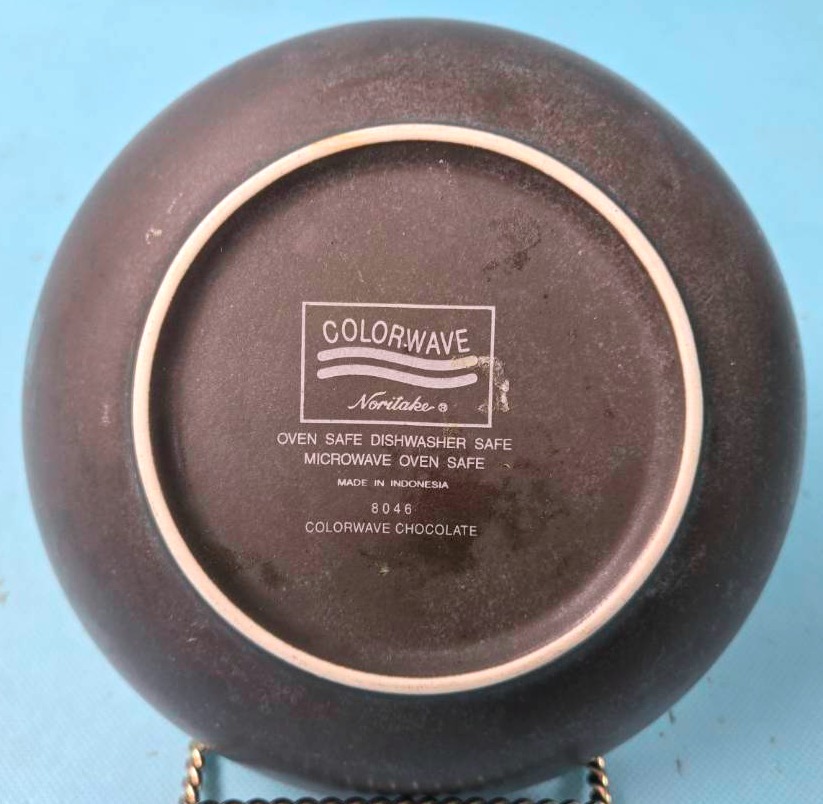 COLORWAVE
Noritake ®
OVEN SAFE DISHWASHER SAFE
MICROWAVE OVEN SAFE
MADE IN INDONESIA
8046
COLORWAVE CHOCOLATE